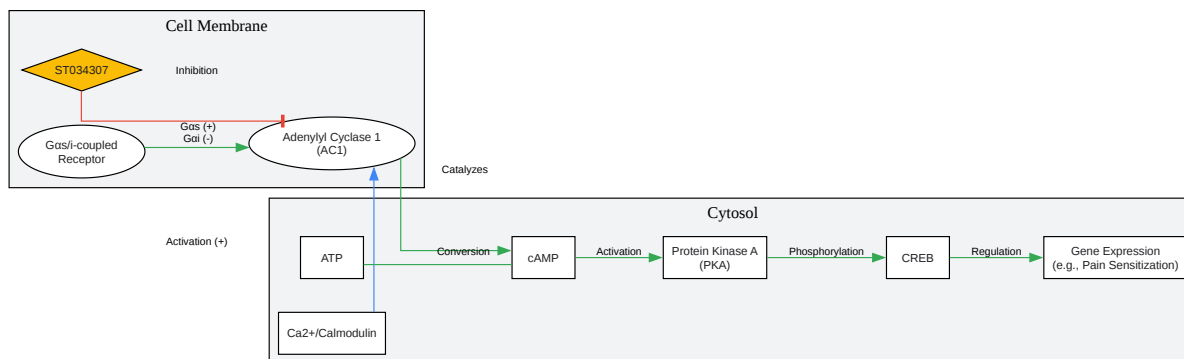 Cell Membrane
ST034307
Inhibition
Gαs (+)
Gαi (-)
Gαs/i-coupled
Receptor
Adenylyl Cyclase 1
(AC1)
Catalyzes
Cytosol
Activation (+)
ATP
Conversion
cAMP
Activation
Protein Kinase A
(PKA)
Phosphorylation
CREB
Regulation
Gene Expression
(e.g., Pain Sensitization)
Ca2+/Calmodulin